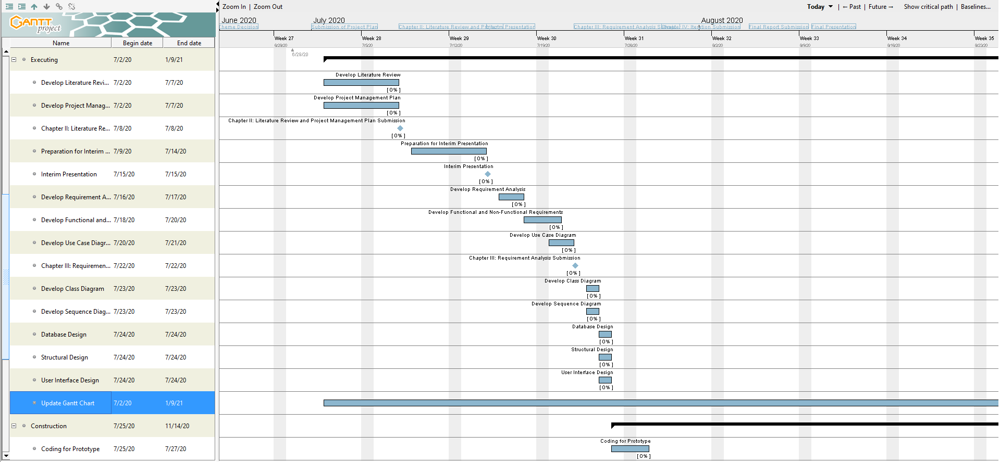 Zoom In | Zoom Out
Today ▼ | ← Past | Future → Show critical path | Baselines...
GANTT
project
June 2020 July 2020 August 2020
Theme Decision Submission of Project Plan Chapter II: Literature Review and Presentation Chapter III: Requirement Analysis IV: Iteration Submission Final Report Submission Final Presentation
Name Begin date End date
Week 27 Week 28 Week 29 Week 30 Week 31 Week 32 Week 33 Week 34 Week 35
6/28/20 7/5/20 7/12/20 7/19/20 7/26/20 8/2/20 8/9/20 8/16/20 8/23/20
6/29/20
Executing 7/2/20 1/9/21
Develop Literature Revi... 7/2/20 7/7/20
Develop Literature Review
[ 0% ]
Develop Project Manag... 7/2/20 7/7/20
Develop Project Management Plan
[ 0% ]
Chapter II: Literature Re... 7/8/20 7/8/20
Chapter II: Literature Review and Project Management Plan Submission
[ 0% ]
Preparation for Interim ... 7/9/20 7/14/20
Preparation for Interim Presentation
[ 0% ]
Interim Presentation 7/15/20 7/15/20
Interim Presentation
[ 0% ]
Develop Requirement A... 7/16/20 7/17/20
Develop Requirement Analysis
[ 0% ]
Develop Functional and... 7/18/20 7/20/20
Develop Functional and Non-Functional Requirements
[ 0% ]
Develop Use Case Diagr... 7/20/20 7/21/20
Develop Use Case Diagram
[ 0% ]
Chapter III: Requiremen... 7/22/20 7/22/20
Chapter III: Requirement Analysis Submission
[ 0% ]
Develop Class Diagram 7/23/20 7/23/20
Develop Class Diagram
[ 0% ]
Develop Sequence Diag... 7/23/20 7/23/20
Develop Sequence Diagram
[ 0% ]
Database Design 7/24/20 7/24/20
Database Design
[ 0% ]
Structural Design 7/24/20 7/24/20
Structural Design
[ 0% ]
User Interface Design 7/24/20 7/24/20
User Interface Design
[ 0% ]
Update Gantt Chart 7/2/20 1/9/21
Construction 7/25/20 11/14/20
Coding for Prototype 7/25/20 7/27/20
Coding for Prototype
[ 0% ]